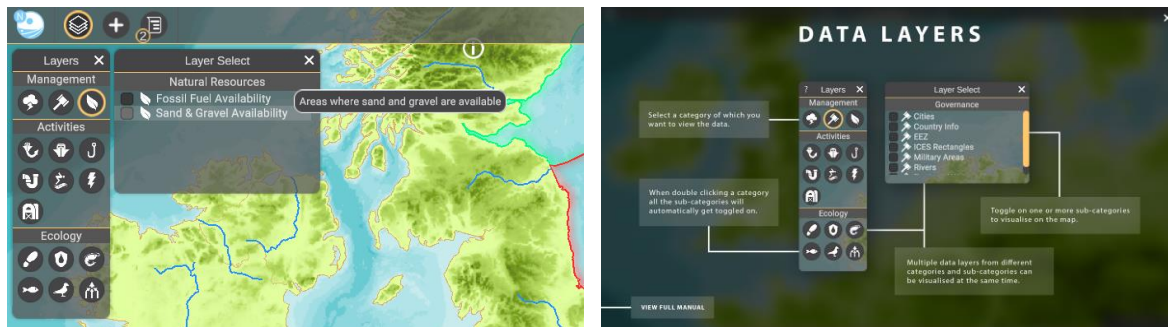 N
2
Layers X
Management
Activities
Ecology
Layer Select X
Natural Resources
Fossil Fuel Availability
Sand & Gravel Availability
i
Areas where sand and gravel are available
DATA LAYERS
Select a category of which you
want to view the data.
When double clicking a category
all the sub-categories will
automatically get toggled on.
? Layers X
Management
Activities
Ecology
Layer Select X
Governance
Cities
Country Info
EEZ
ICES Rectangles
Military Areas
Rivers
Toggle on one or more sub-categories
to visualise on the map.
Multiple data layers from different
categories and sub-categories can
be visualised at the same time.
VIEW FULL MANUAL